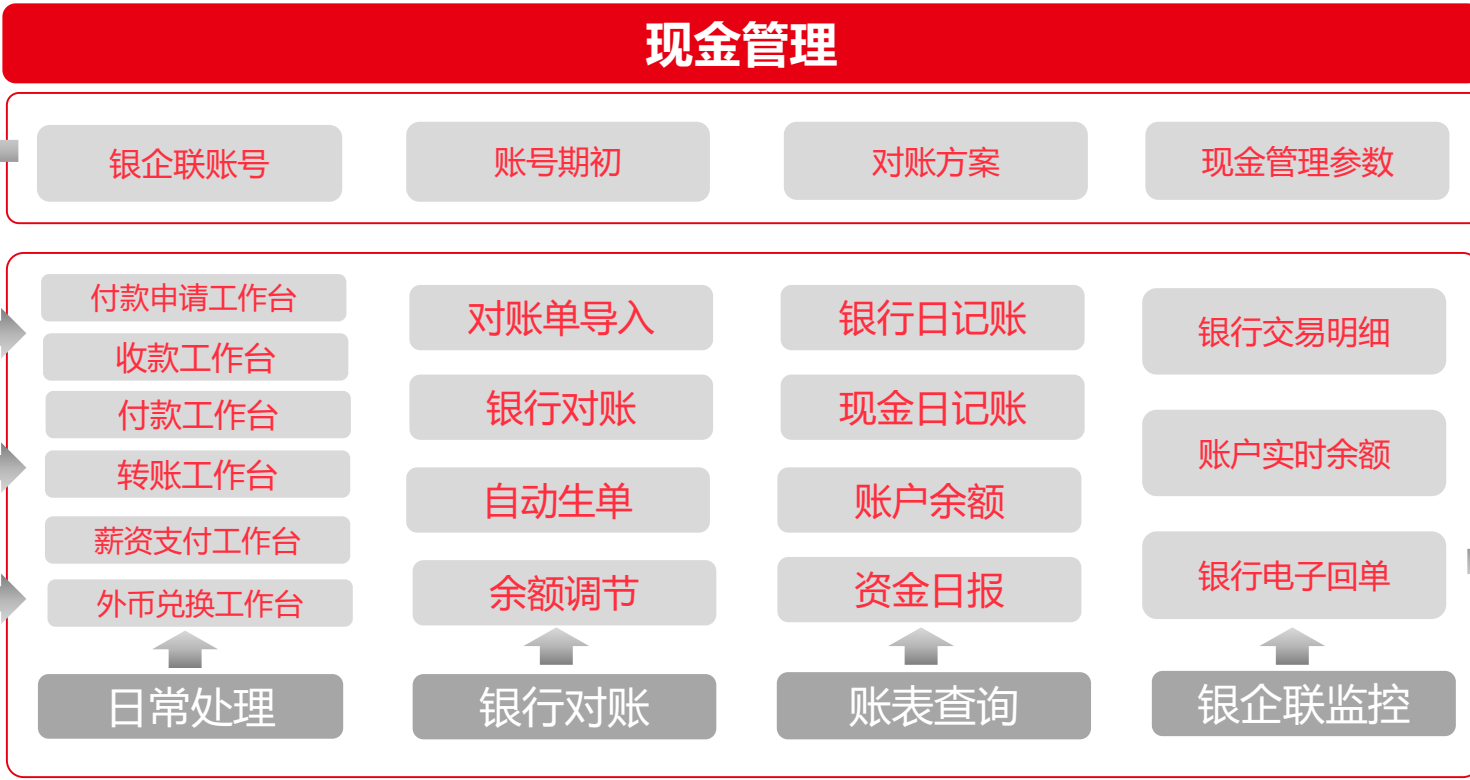 现金管理
银企联账号
账号期初
对账方案
现金管理参数
付款申请工作台
收款工作台
付款工作台
转账工作台
薪资支付工作台
外币兑换工作台
日常处理
对账单导入
银行对账
自动生单
余额调节
银行对账
银行日记账
现金日记账
账户余额
资金日报
账表查询
银行交易明细
账户实时余额
银行电子回单
银企联监控